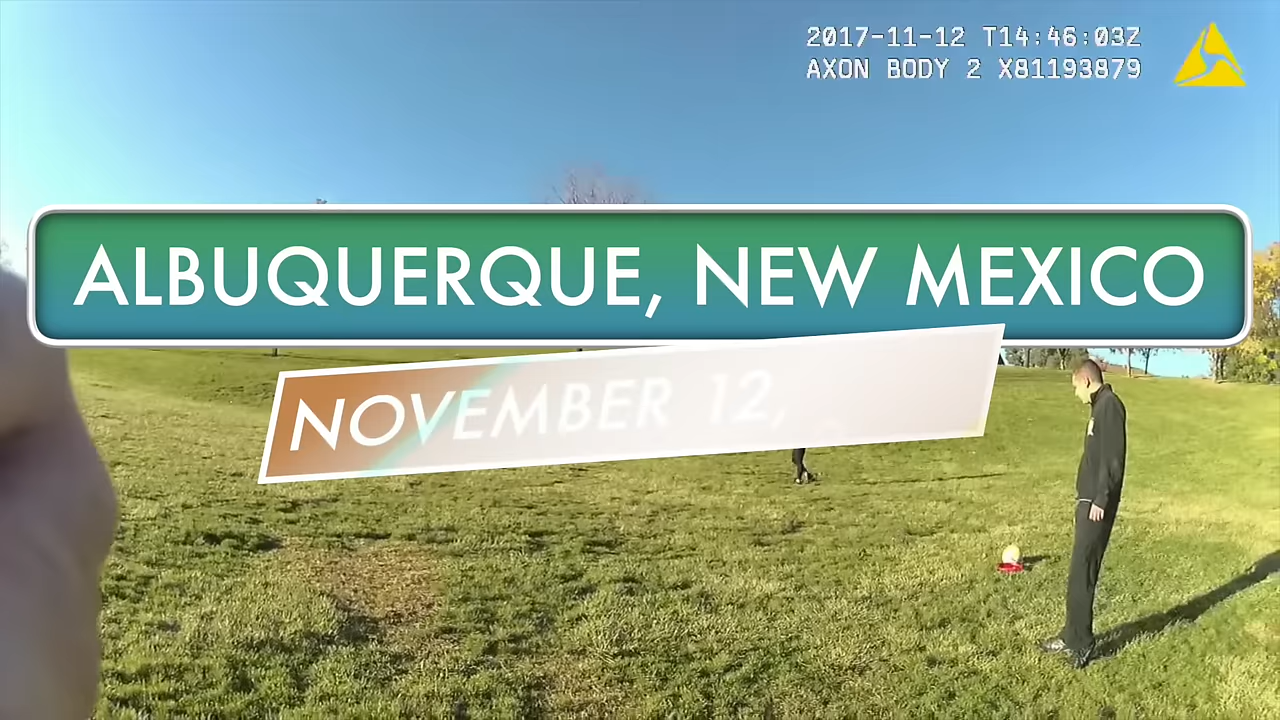 2017-11-12 T14:46:03Z
AXON BODY 2 X81193879
ALBUQUERQUE, NEW MEXICO
NOVEMBER 12,